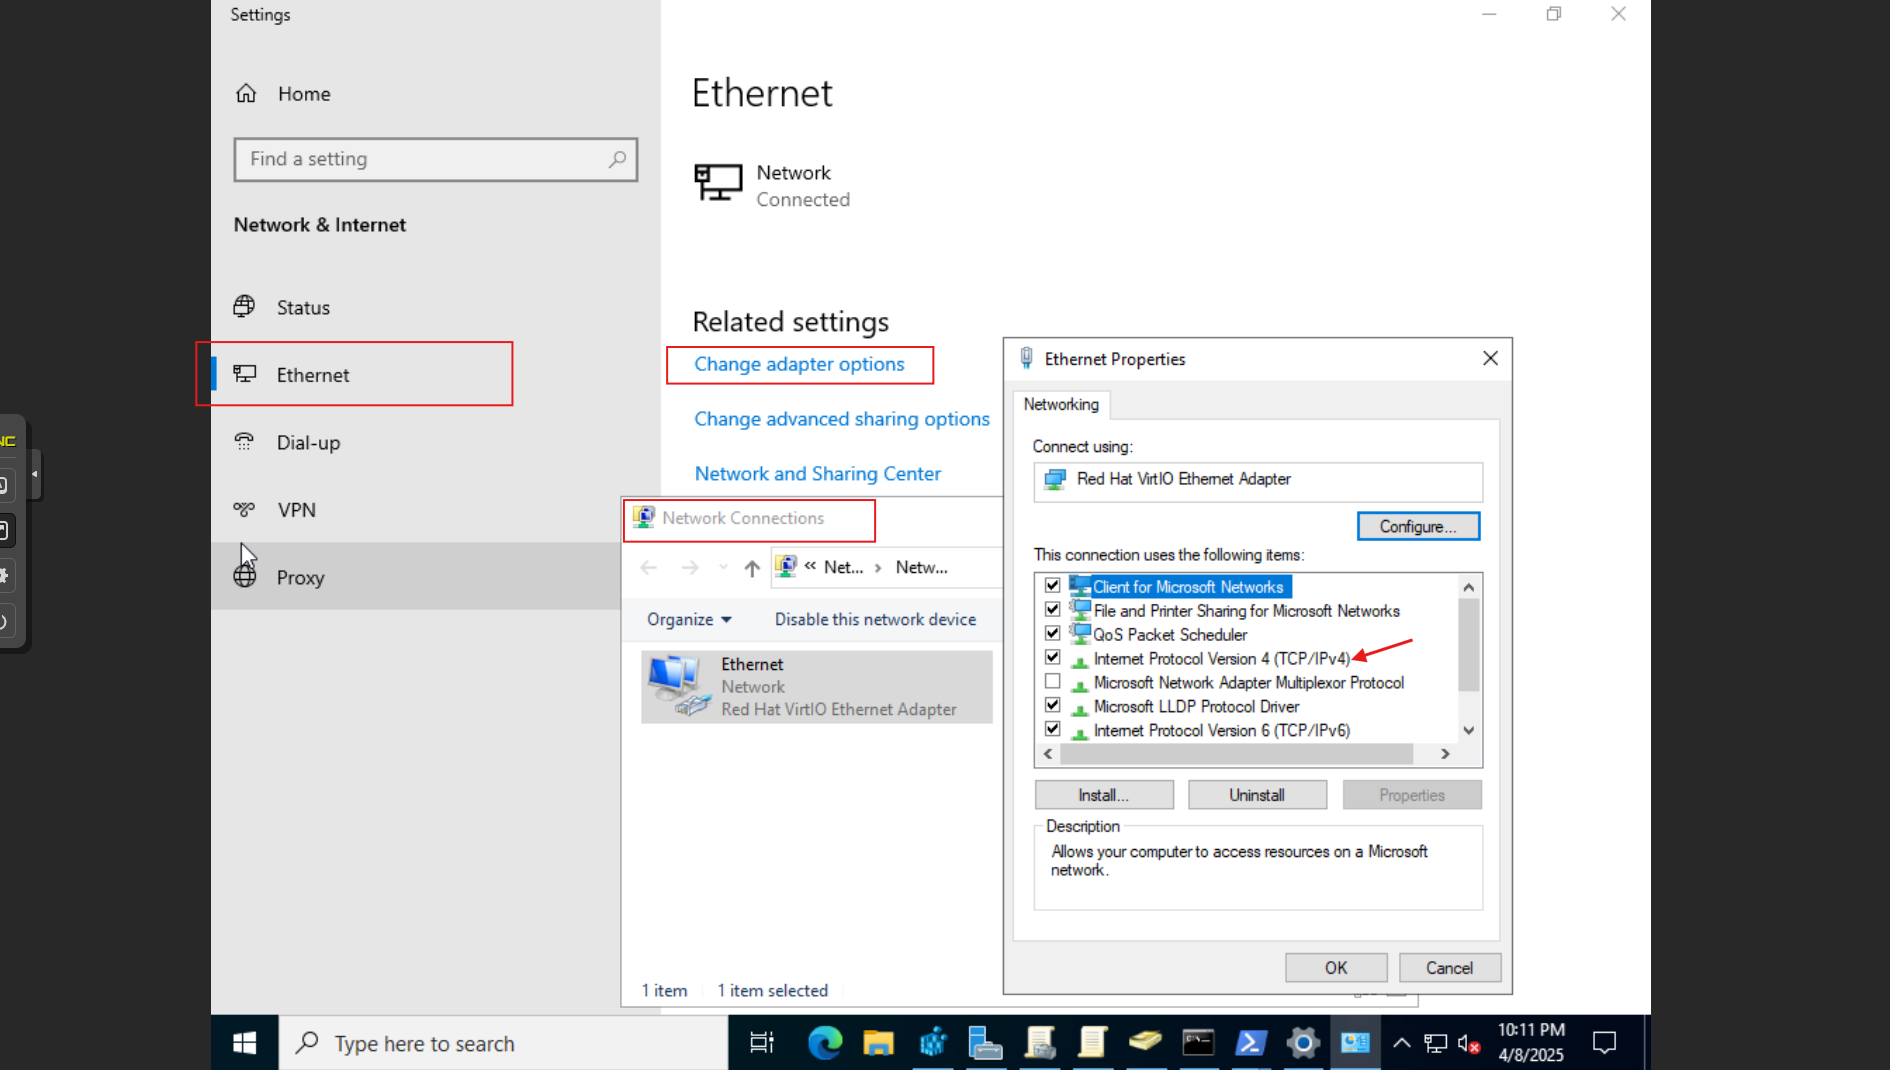 Settings
Home
Find a setting
Network & Internet
Status
Ethernet
Dial-up
VPN
Proxy
Ethernet
Network
Connected
Related settings
Change adapter options
Change advanced sharing options
Network and Sharing Center
Network Connections
« Net... › Netw...
Organize
Disable this network device
Ethernet
Network
Red Hat VirtIO Ethernet Adapter
1 item
1 item selected
Ethernet Properties
Networking
Connect using:
Red Hat VirtIO Ethernet Adapter
Configure...
This connection uses the following items:
Client for Microsoft Networks
File and Printer Sharing for Microsoft Networks
QoS Packet Scheduler
Internet Protocol Version 4 (TCP/IPv4)
Microsoft Network Adapter Multiplexor Protocol
Microsoft LLDP Protocol Driver
Internet Protocol Version 6 (TCP/IPv6)
Install...
Uninstall
Properties
Description
Allows your computer to access resources on a Microsoft
network.
OK
Cancel
Type here to search
10:11 PM
4/8/2025